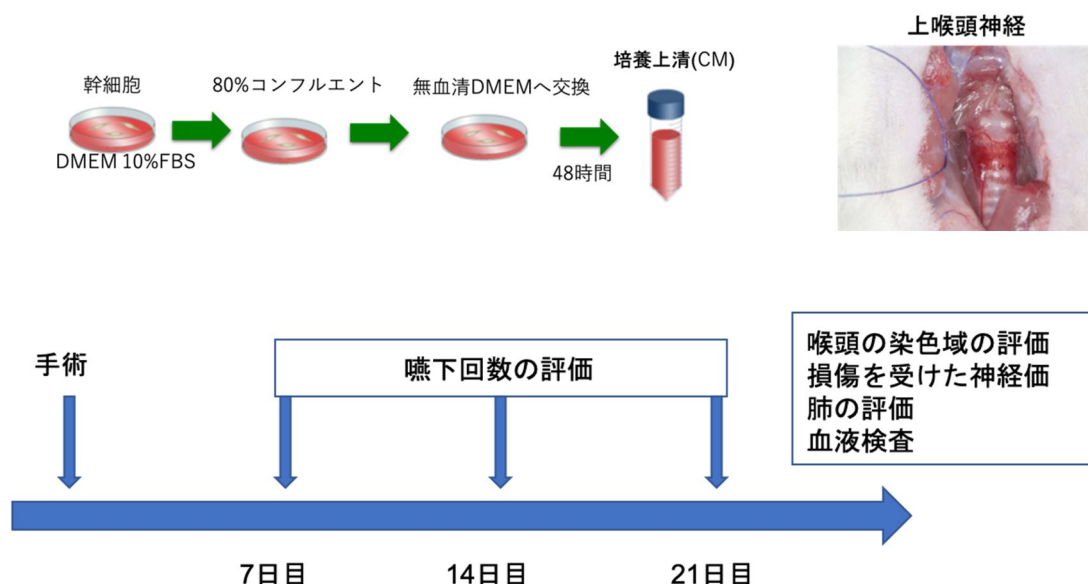 上喉頭神経
培養上清(CM)
幹細胞
80%コンフルエント
無血清DMEMへ交換
DMEM 10%FBS
48時間
手術
嚥下回数の評価
喉頭の染色域の評価
損傷を受けた神経価
肺の評価
血液検査
7日目
14日目
21日目